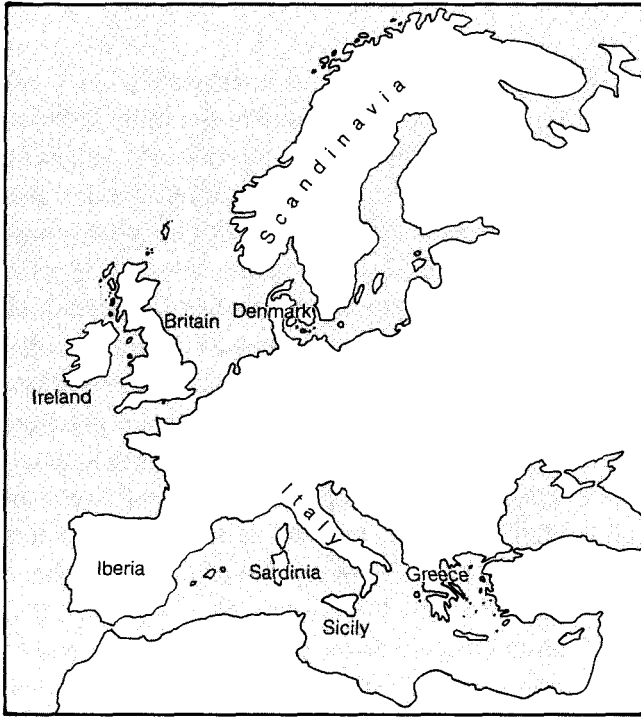 Scandinavia
Britain
Denmark
Ireland
Italy
Iberia
Sardinia
Greece
Sicily